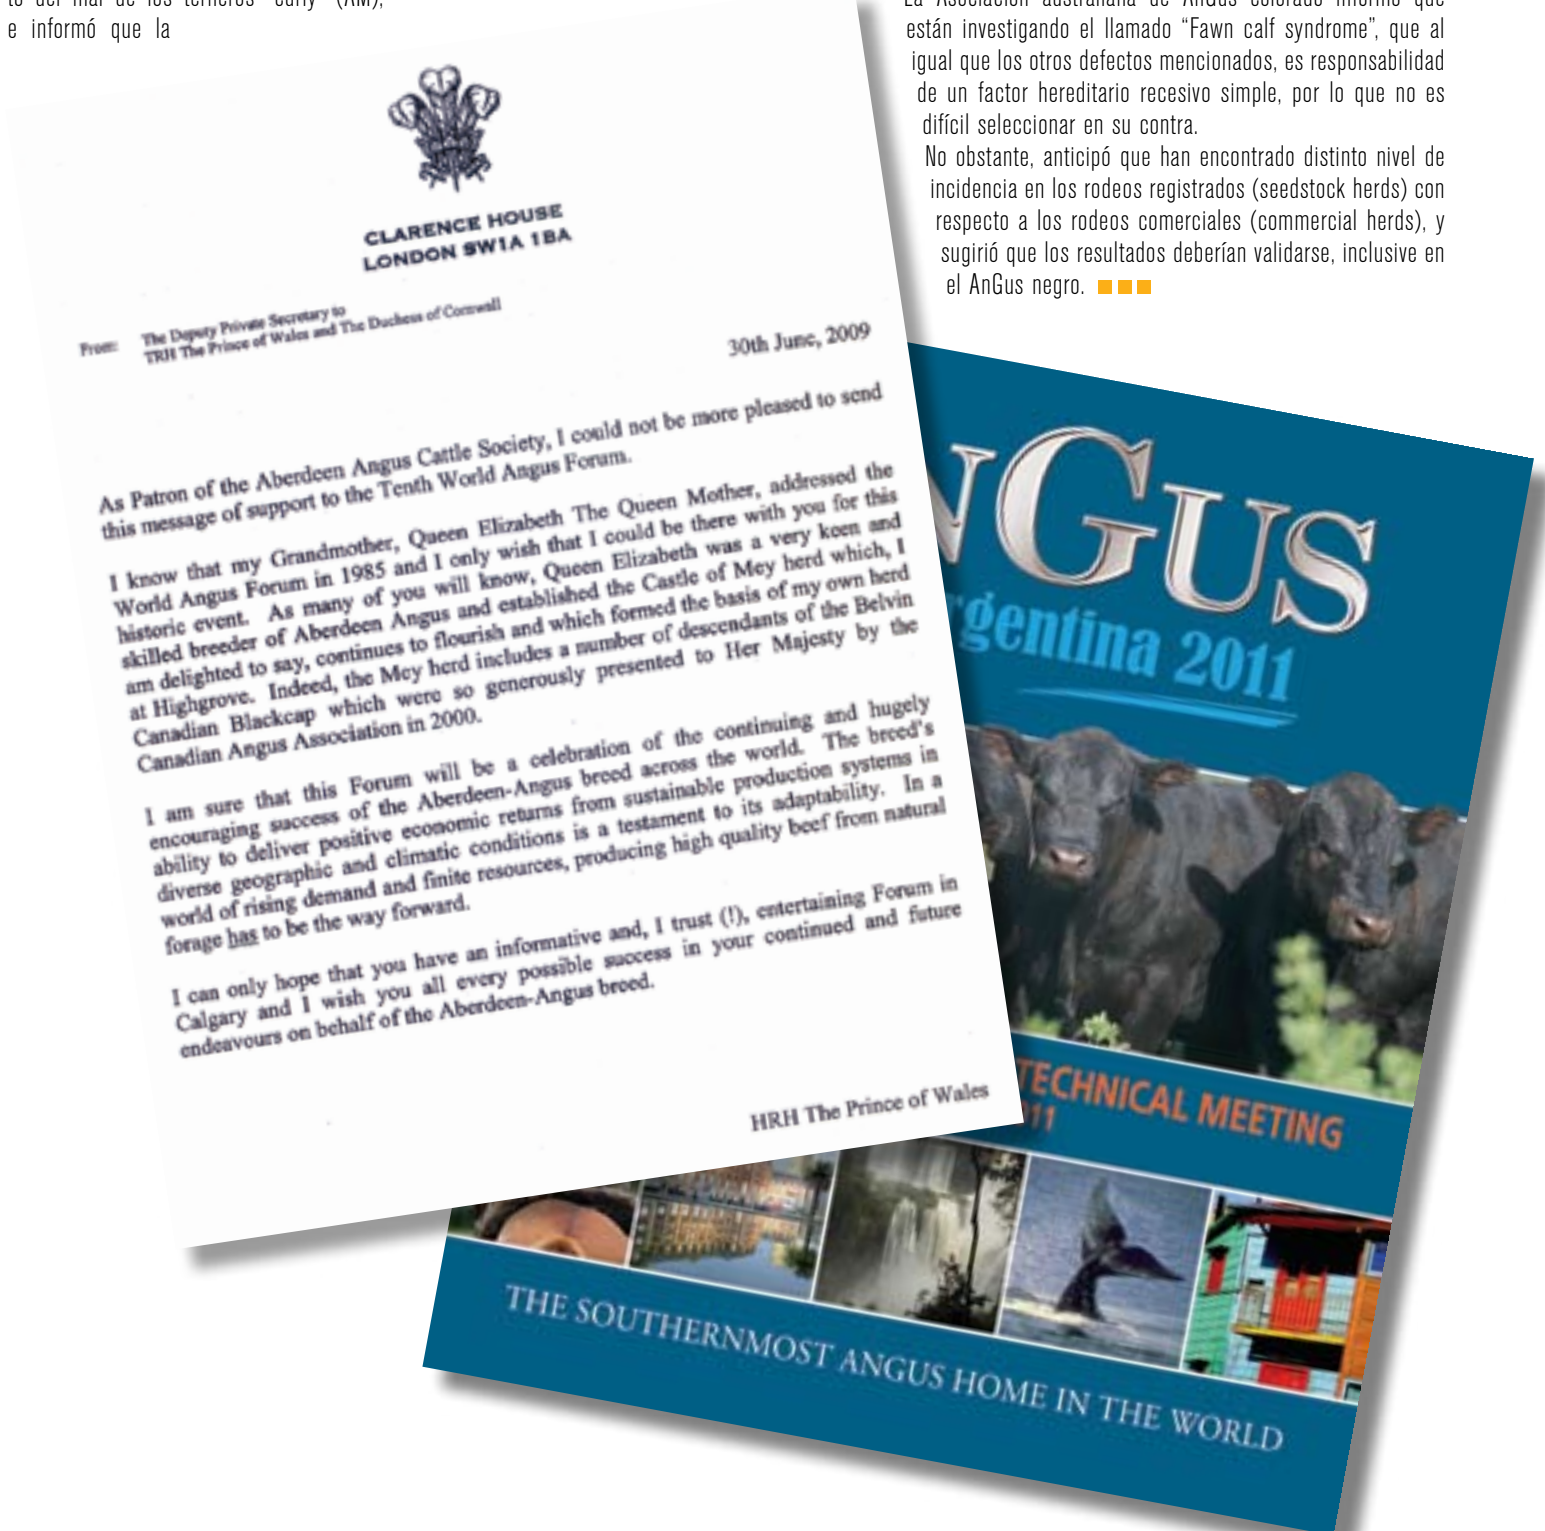 e informó que la
La Asociación australiana de AnGus colorado informó que
están investigando el llamado “Fawn calf syndrome”, que al
igual que los otros defectos mencionados, es responsabilidad
de un factor hereditario recesivo simple, por lo que no es
difícil seleccionar en su contra.
No obstante, anticipó que han encontrado distinto nivel de
incidencia en los rodeos registrados (seedstock herds) con
respecto a los rodeos comerciales (commercial herds), y
sugirió que los resultados deberían validarse, inclusive en
el AnGus negro.
CLARENCE HOUSE
LONDON SW1A 1BA
From: The Deputy Private Secretary to
TRH The Prince of Wales and The Duchess of Cornwall
30th June, 2009
As Patron of the Aberdeen Angus Cattle Society, I could not be more pleased to send
this message of support to the Tenth World Angus Forum.
I know that my Grandmother, Queen Elizabeth The Queen Mother, addressed the
World Angus Forum in 1985 and I only wish that I could be there with you for this
historic event. As many of you will know, Queen Elizabeth was a very keen and
skilled breeder of Aberdeen Angus and established the Castle of Mey herd which, I
am delighted to say, continues to flourish and which formed the basis of my own herd
at Highgrove. Indeed, the Mey herd includes a number of descendants of the Belvin
Canadian Blackcap which were so generously presented to Her Majesty by the
Canadian Angus Association in 2000.
I am sure that this Forum will be a celebration of the continuing and hugely
encouraging success of the Aberdeen-Angus breed across the world. The breed's
ability to deliver positive economic returns from sustainable production systems in
diverse geographic and climatic conditions is a testament to its adaptability. In a
world of rising demand and finite resources, producing high quality beef from natural
forage has to be the way forward.
I can only hope that you have an informative and, I trust (!), entertaining Forum in
Calgary and I wish you all every possible success in your continued and future
endeavours on behalf of the Aberdeen-Angus breed.
HRH The Prince of Wales
NGUS
rgentina 2011
TECHNICAL MEETING
011
THE SOUTHERNMOST ANGUS HOME IN THE WORLD